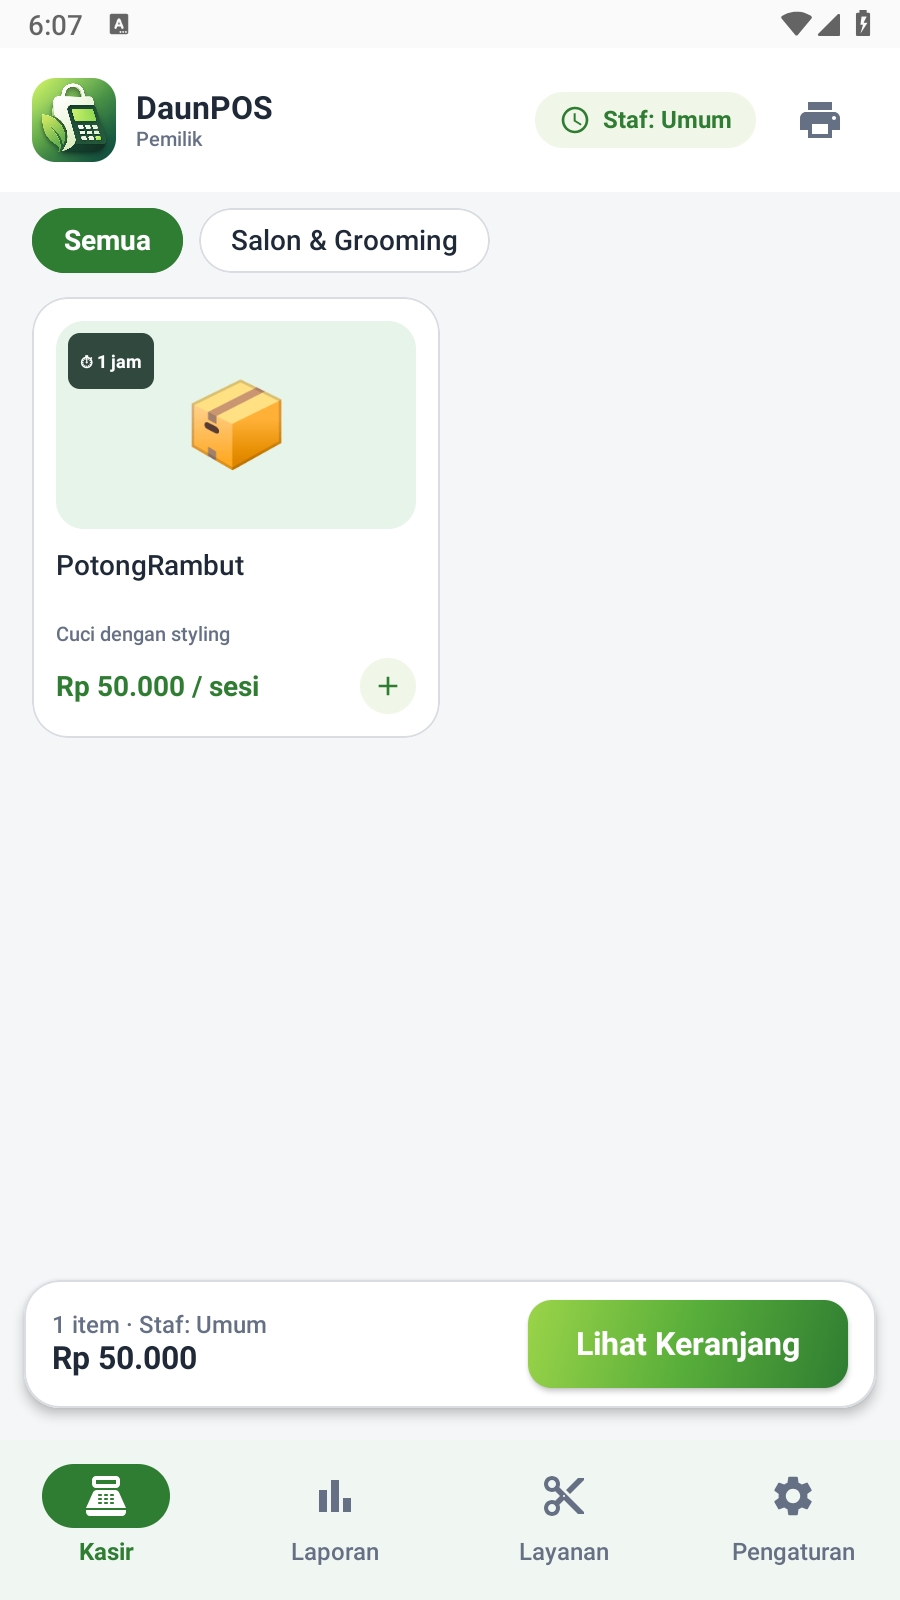 6:07
A
DaunPOS
Pemilik
Staf: Umum
Semua
Salon & Grooming
⏱ 1 jam
PotongRambut
Cuci dengan styling
Rp 50.000 / sesi
+
1 item · Staf: Umum
Rp 50.000
Lihat Keranjang
Kasir
Laporan
Layanan
Pengaturan